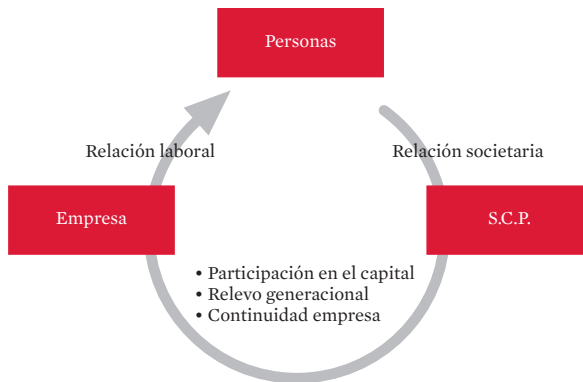 Personas
Relación laboral
Relación societaria
Empresa
S.C.P.
• Participación en el capital
• Relevo generacional
• Continuidad empresa